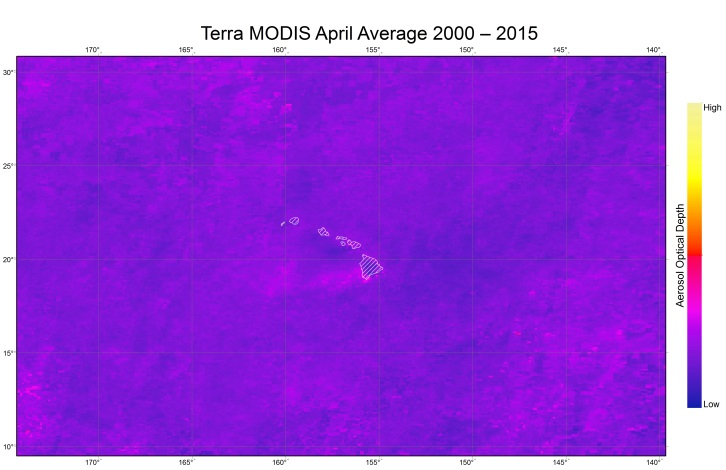 Terra MODIS April Average 2000 – 2015
170° 165° 160° 155° 150° 145° 140°
30°
25°
20°
15°
10°
170° 165° 160° 155° 150° 145° 140°
High
Aerosol Optical Depth
Low